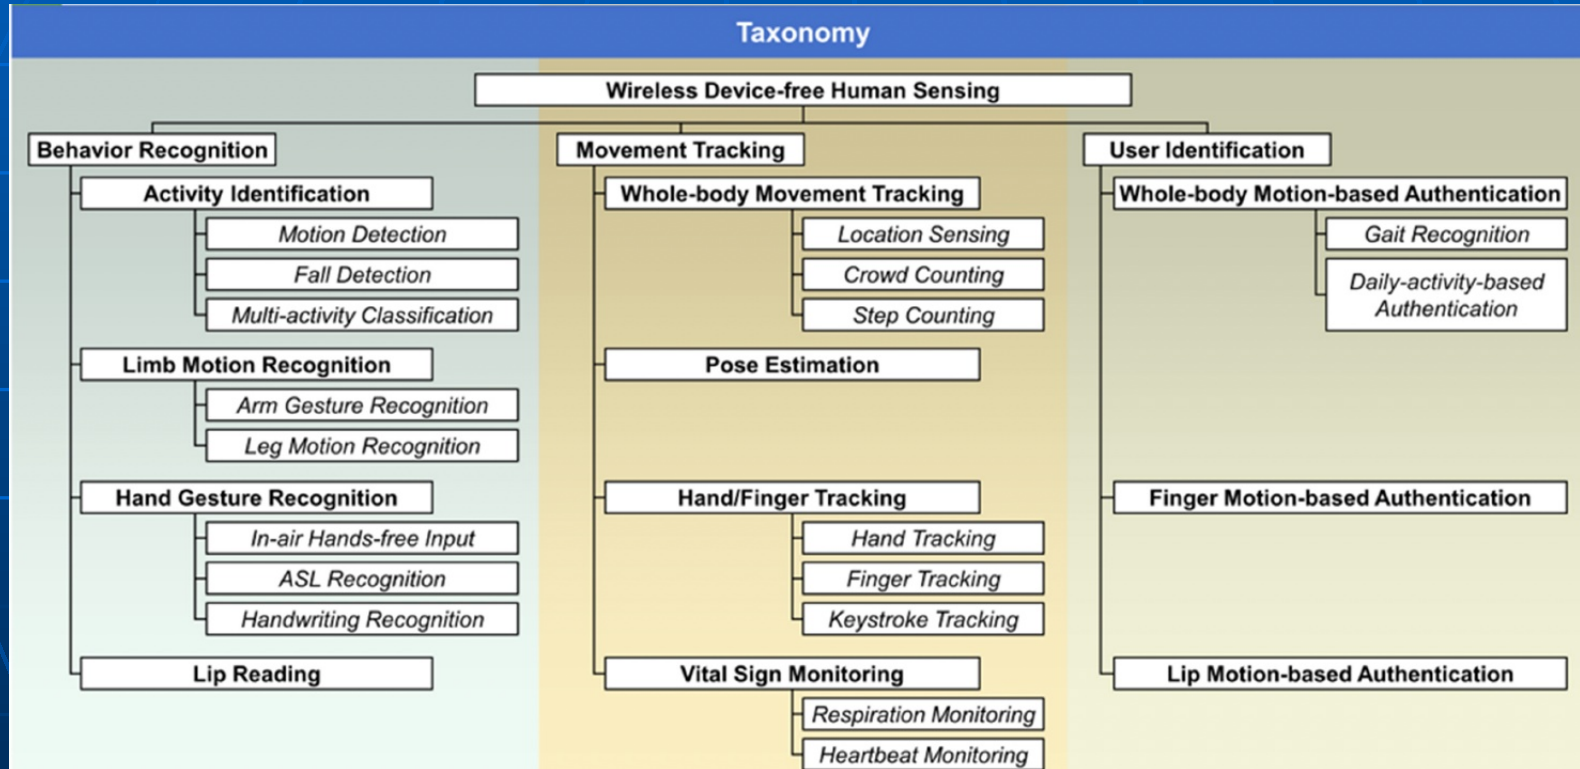 Taxonomy
Wireless Device-free Human Sensing
Behavior Recognition
Activity Identification
Motion Detection
Fall Detection
Multi-activity Classification
Limb Motion Recognition
Arm Gesture Recognition
Leg Motion Recognition
Hand Gesture Recognition
In-air Hands-free Input
ASL Recognition
Handwriting Recognition
Lip Reading
Movement Tracking
Whole-body Movement Tracking
Location Sensing
Crowd Counting
Step Counting
Pose Estimation
Hand/Finger Tracking
Hand Tracking
Finger Tracking
Keystroke Tracking
Vital Sign Monitoring
Respiration Monitoring
Heartbeat Monitoring
User Identification
Whole-body Motion-based Authentication
Gait Recognition
Daily-activity-based
Authentication
Finger Motion-based Authentication
Lip Motion-based Authentication